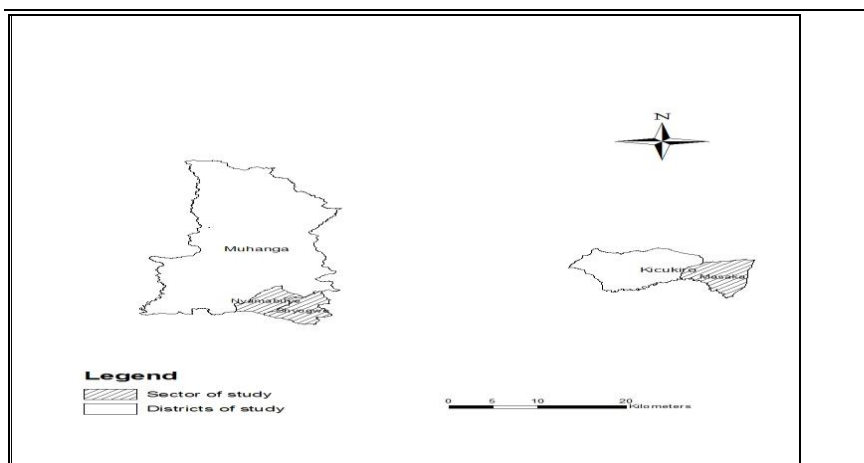 N
Muhanga
Kicukiro
Masaka
Nyamabuye
Shyogwe
Legend
Sector of study
Districts of study
0 5 10 20
Kilometers